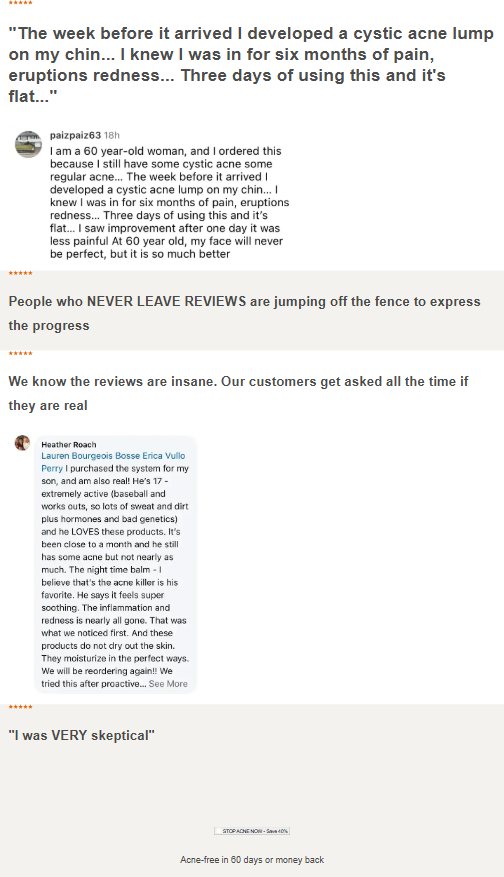 *****
"The week before it arrived I developed a cystic acne lump
on my chin... I knew I was in for six months of pain,
eruptions redness... Three days of using this and it's
flat..."
paizpaiz63 18h
I am a 60 year-old woman, and I ordered this
because I still have some cystic acne some
regular acne... The week before it arrived I
developed a cystic acne lump on my chin... I
knew I was in for six months of pain, eruptions
redness... Three days of using this and it's
flat... I saw improvement after one day it was
less painful At 60 year old, my face will never
be perfect, but it is so much better
*****
People who NEVER LEAVE REVIEWS are jumping off the fence to express
the progress
*****
We know the reviews are insane. Our customers get asked all the time if
they are real
Heather Roach
Lauren Bourgeois Bosse Erica Vullo
Perry I purchased the system for my
son, and am also real! He's 17 -
extremely active (baseball and
works outs, so lots of sweat and dirt
plus hormones and bad genetics)
and he LOVES these products. It's
been close to a month and he still
has some acne but not nearly as
much. The night time balm - I
believe that's the acne killer is his
favorite. He says it feels super
soothing. The inflammation and
redness is nearly all gone. That was
what we noticed first. And these
products do not dry out the skin.
They moisturize in the perfect ways.
We will be reordering again!! We
tried this after proactive... See More
*****
"I was VERY skeptical"
STOP ACNE NOW - Save 40%
Acne-free in 60 days or money back